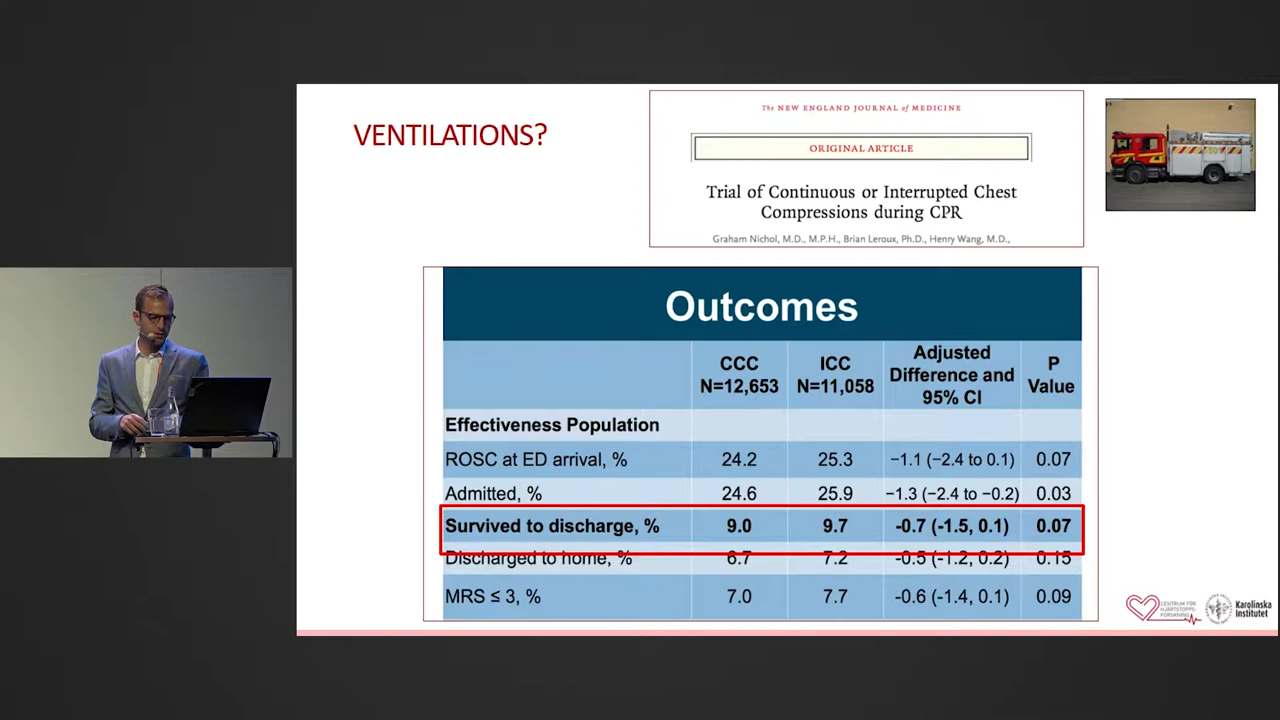 VENTILATIONS?
The NEW ENGLAND JOURNAL of MEDICINE
ORIGINAL ARTICLE
Trial of Continuous or Interrupted Chest
Compressions during CPR
Graham Nichol, M.D., M.P.H., Brian Leroux, Ph.D., Henry Wang, M.D.,
Outcomes
CCC N=12,653 ICC N=11,058 Adjusted Difference and 95% CI P Value
Effectiveness Population
ROSC at ED arrival, % 24.2 25.3 −1.1 (−2.4 to 0.1) 0.07
Admitted, % 24.6 25.9 −1.3 (−2.4 to −0.2) 0.03
Survived to discharge, % 9.0 9.7 -0.7 (-1.5, 0.1) 0.07
Discharged to home, % 6.7 7.2 -0.5 (-1.2, 0.2) 0.15
MRS ≤ 3, % 7.0 7.7 -0.6 (-1.4, 0.1) 0.09
CENTRUM FÖR
HJÄRTSTOPPS-
FORSKNING
Karolinska
Institutet